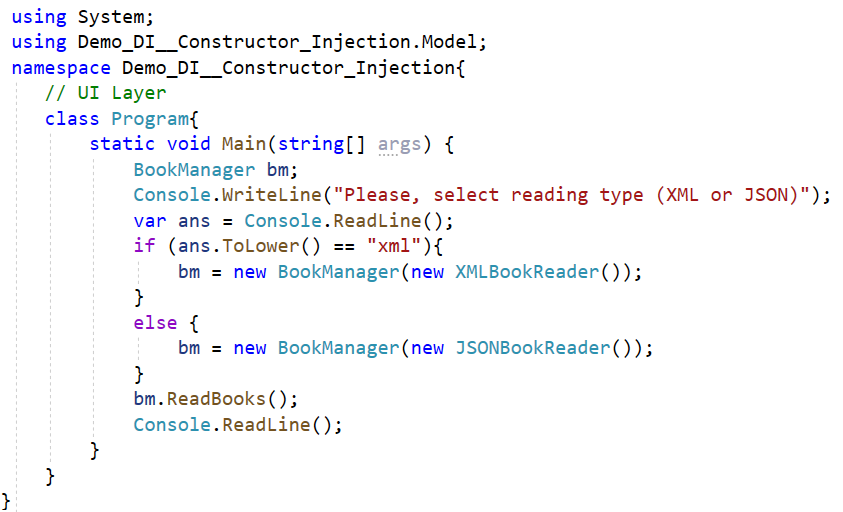 using System;
using Demo_DI__Constructor_Injection.Model;
namespace Demo_DI__Constructor_Injection{
// UI Layer
class Program{
static void Main(string[] args) {
BookManager bm;
Console.WriteLine("Please, select reading type (XML or JSON)");
var ans = Console.ReadLine();
if (ans.ToLower() == "xml"){
bm = new BookManager(new XMLBookReader());
}
else {
bm = new BookManager(new JSONBookReader());
}
bm.ReadBooks();
Console.ReadLine();
}
}
}